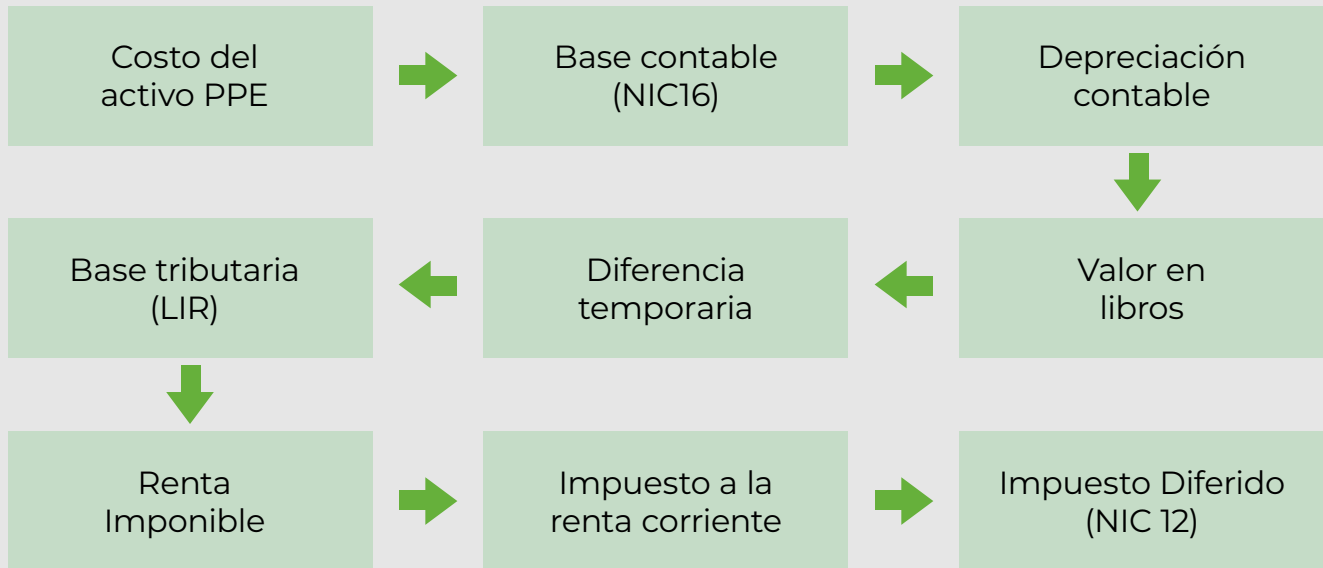 Costo del
activo PPE
Base contable
(NIC16)
Depreciación
contable
Valor en
libros
Diferencia
temporaria
Base tributaria
(LIR)
Renta
Imponible
Impuesto a la
renta corriente
Impuesto Diferido
(NIC 12)